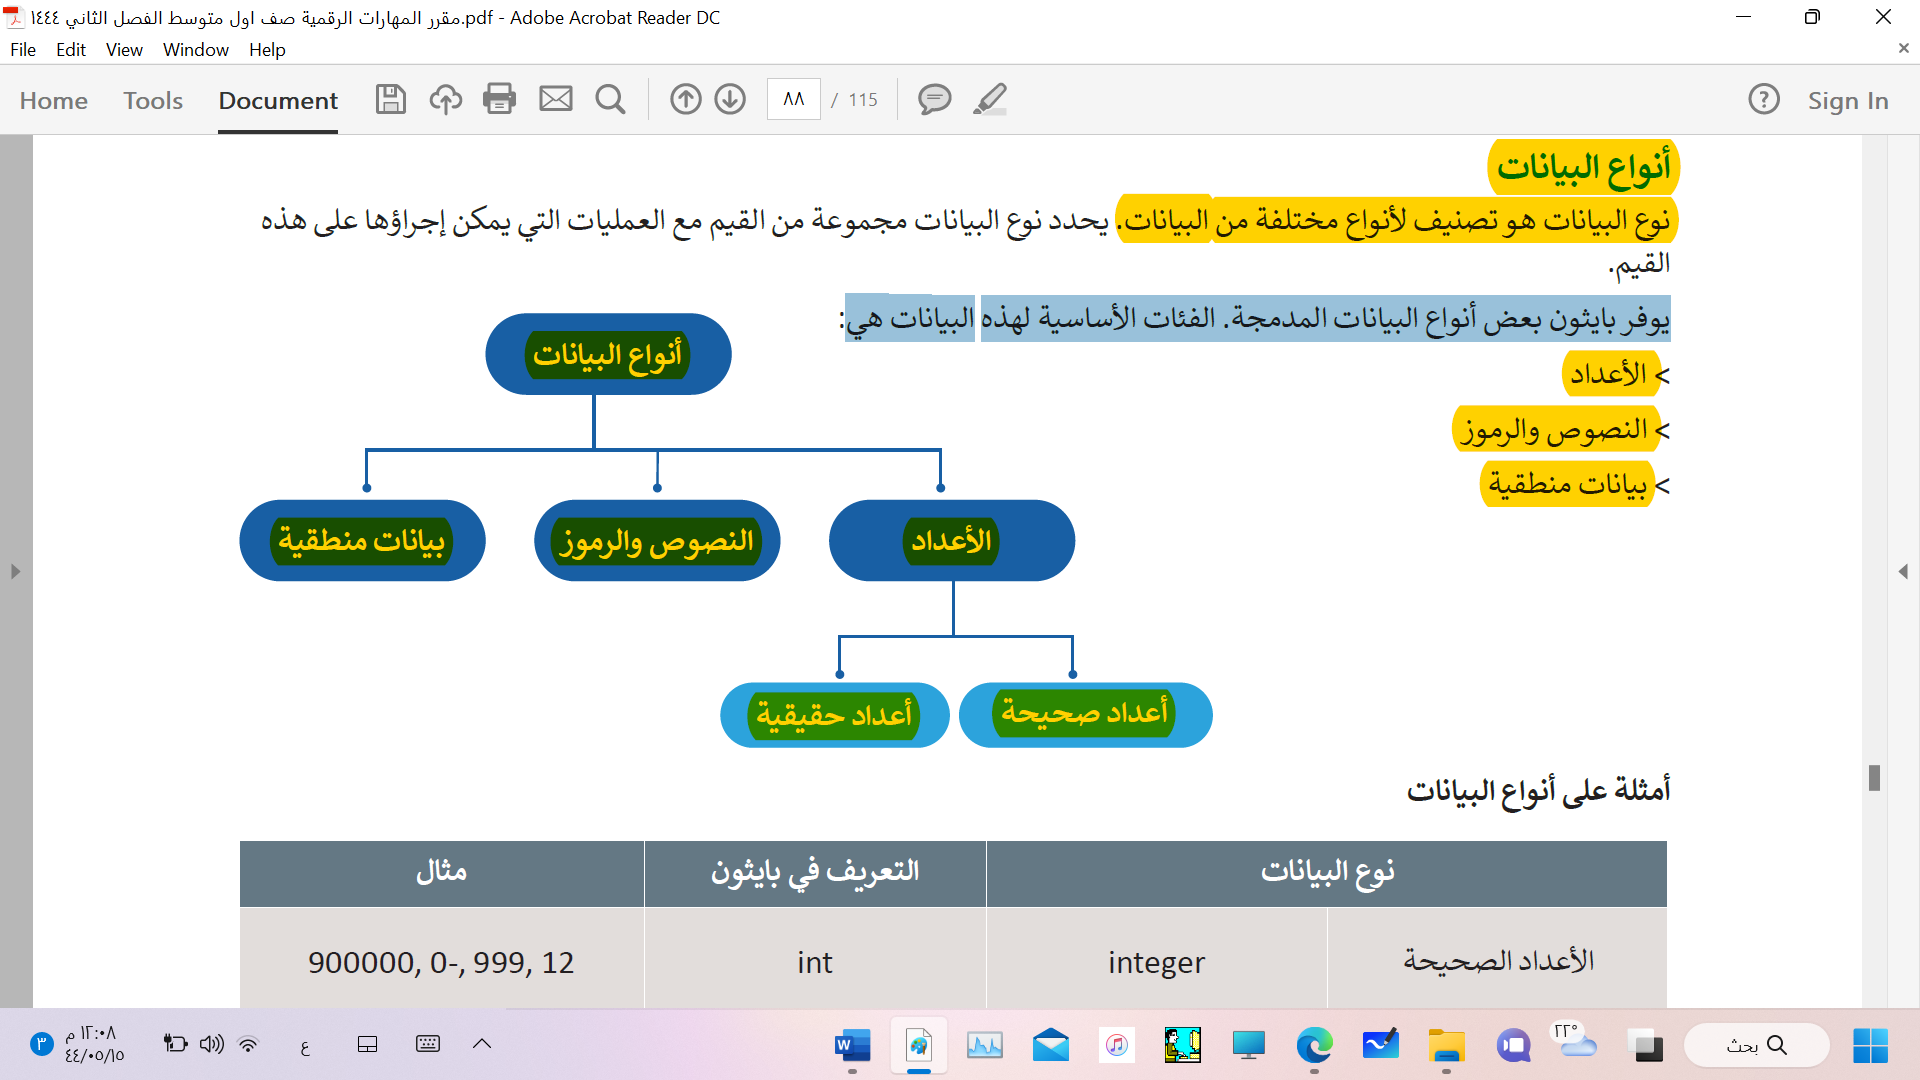 مقرر المهارات الرقمية صف اول متوسط الفصل الثاني ١٤٤٤.pdf - Adobe Acrobat Reader DC
File Edit View Window Help
Home Tools Document ٨٨ / 115 Sign In
أنواع البيانات
نوع البيانات هو تصنيف لأنواع مختلفة من البيانات. يحدد نوع البيانات مجموعة من القيم مع العمليات التي يمكن إجراؤها على هذه
القيم.
يوفر بايثون بعض أنواع البيانات المدمجة. الفئات الأساسية لهذه البيانات هي:
> الأعداد
> النصوص والرموز
> بيانات منطقية
أنواع البيانات
الأعداد
النصوص والرموز
بيانات منطقية
أعداد صحيحة
أعداد حقيقية
أمثلة على أنواع البيانات
نوع البيانات التعريف في بايثون مثال
الأعداد الصحيحة integer int 900000, 0-, 999, 12
بحث
٢٢°
ع
١٢:٠٨ م
٤٤/٠٥/١٥
٣